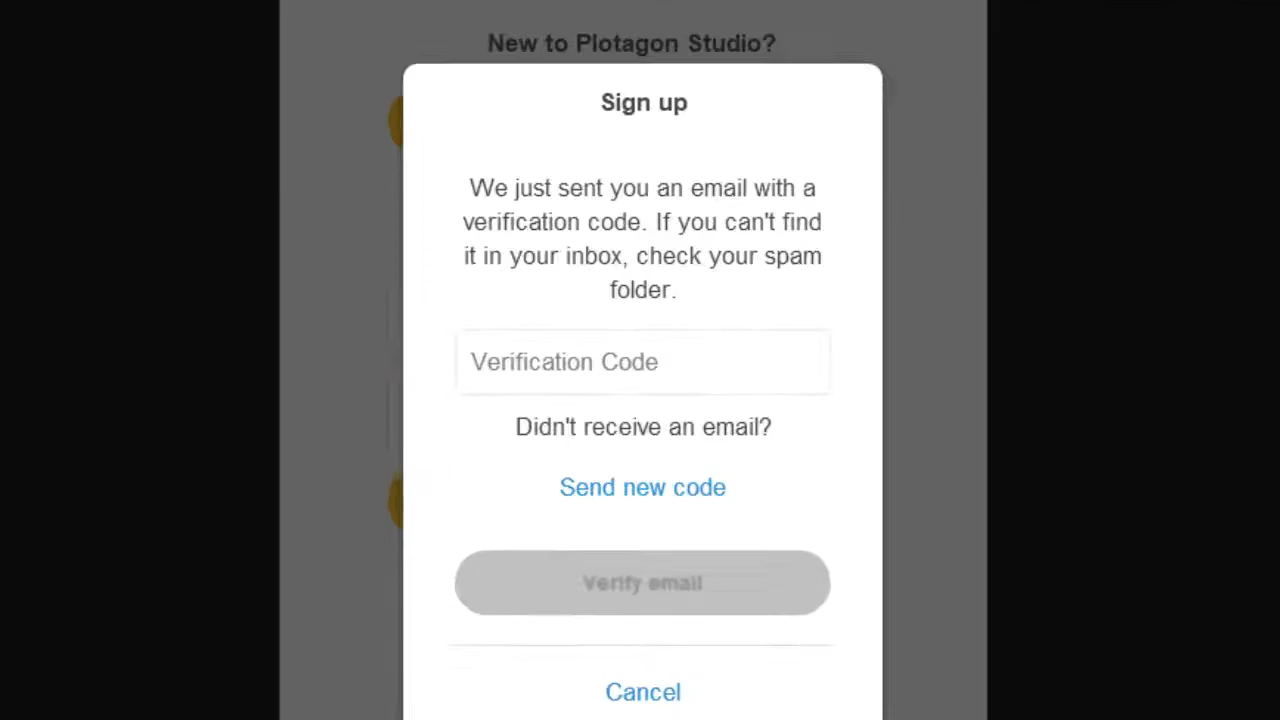 New to Plotagon Studio?
Sign up
We just sent you an email with a
verification code. If you can't find
it in your inbox, check your spam
folder.
Verification Code
Didn't receive an email?
Send new code
Verify email
Cancel